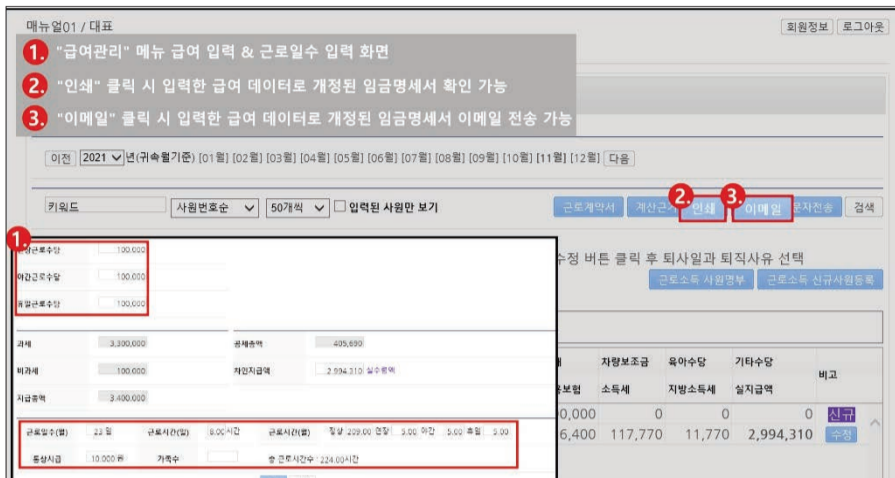 매뉴얼01 / 대표
회원정보 로그아웃
1. "급여관리" 메뉴 급여 입력 & 근로일수 입력 화면
2. "인쇄" 클릭 시 입력한 급여 데이터로 개정된 임금명세서 확인 가능
3. "이메일" 클릭 시 입력한 급여 데이터로 개정된 임금명세서 이메일 전송 가능
이전 2021 년(귀속월기준) [01월] [02월] [03월] [04월] [05월] [06월] [07월] [08월] [09월] [10월] [11월] [12월] 다음
2. 3.
키워드 사원번호순 50개씩 입력된 사원만 보기 근로계약서 인쇄 이메일 문자전송 검색
1.
수정 버튼 클릭 후 퇴사일과 퇴직사유 선택
근로소득 사원명부 근로소득 신규사원등록
근로수당 100,000
야간근로수당 100,000
휴일근로수당 100,000
과세 3,300,000 공제총액 405,690
비과세 100,000 차인지급액 2,994,310 실수령액
지급총액 3,400,000
차량보조금 육아수당 기타수당 비고
보험 소득세 지방소득세 실지급액
0,000 0 0 0 신규
6,400 117,770 11,770 2,994,310 수정
근로일수(월) 23 일 근로시간(일) 8.00 시간 근로시간(월) 정상 209.00 연장 5.00 야간 5.00 휴일 5.00
통상시급 10,000 원 가족수 총 근로시간수 : 224.00시간